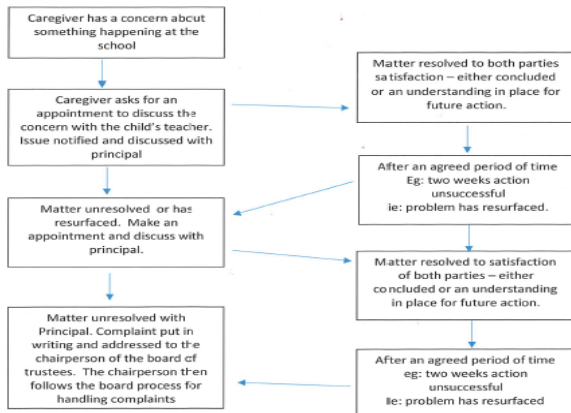 Caregiver has a concern about
something happening at the
school
Caregiver asks for an
appointment to discuss the
concern with the child's teacher.
Issue notified and discussed with
principal
Matter unresolved or has
resurfaced. Make an
appointment and discuss with
principal.
Matter unresolved with
Principal. Complaint put in
writing and addressed to the
chairperson of the board of
trustees. The chairperson then
follows the board process for
handling complaints
Matter resolved to both parties
satisfaction – either concluded
or an understanding in place for
future action.
After an agreed period of time
Eg: two weeks action
unsuccessful
ie: problem has resurfaced.
Matter resolved to satisfaction
of both parties – either
concluded or an understanding
in place for future action.
After an agreed period of time
eg: two weeks action
unsuccessful
Ile: problem has resurfaced